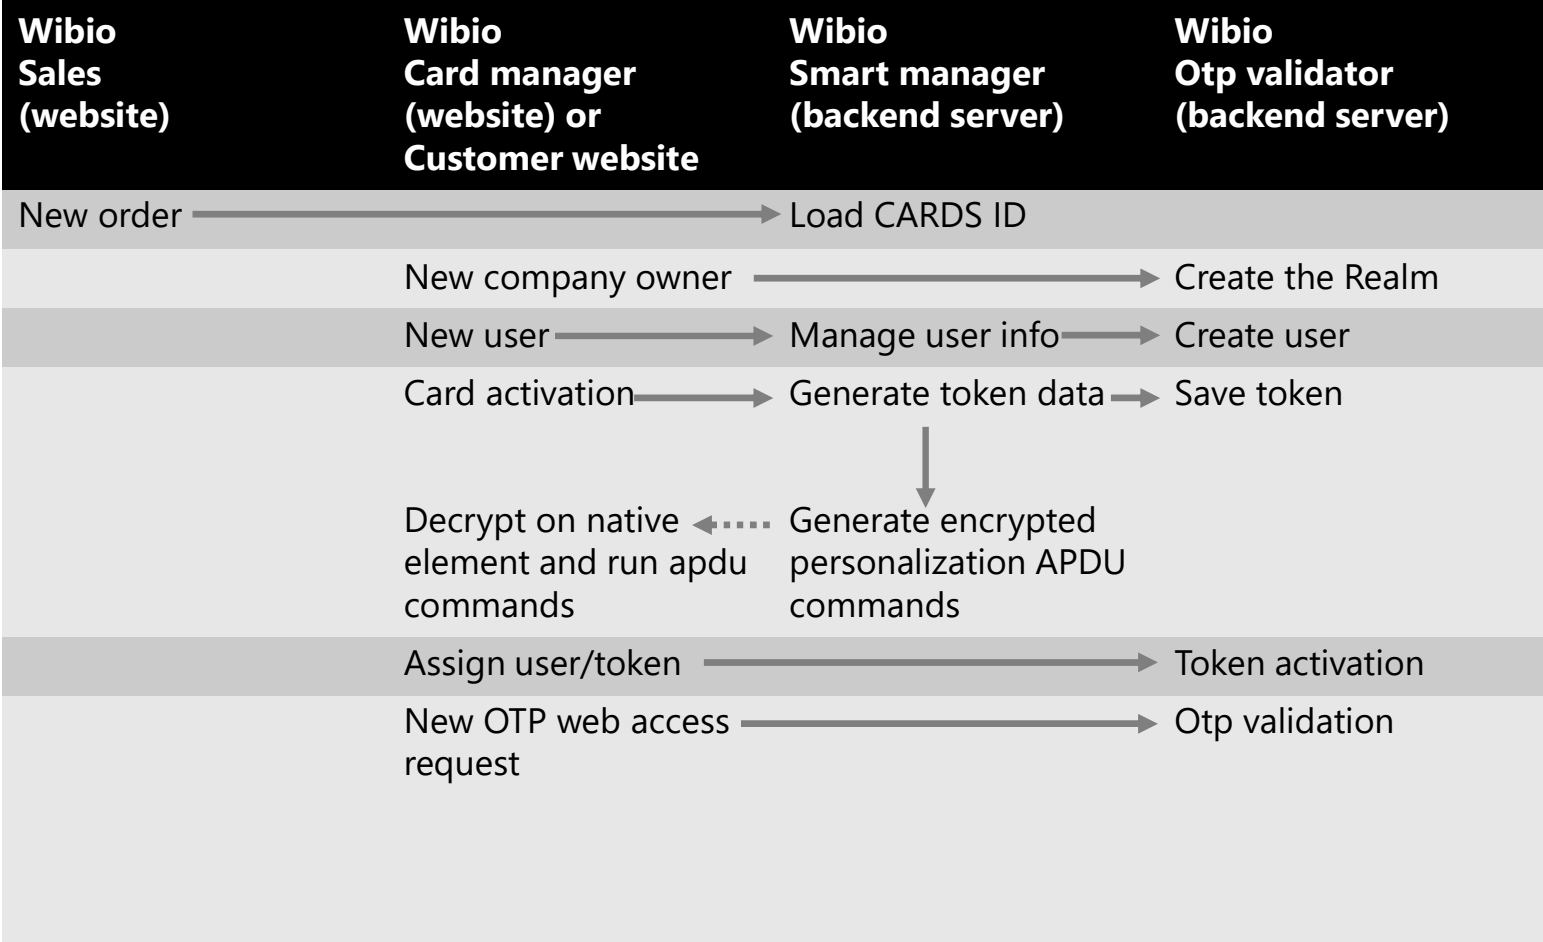 Wibio
Sales
(website)
Wibio
Card manager
(website) or
Customer website
Wibio
Smart manager
(backend server)
Wibio
Otp validator
(backend server)
New order
Load CARDS ID
New company owner
Create the Realm
New user
Manage user info
Create user
Card activation
Generate token data
Save token
Decrypt on native
element and run apdu
commands
Generate encrypted
personalization APDU
commands
Assign user/token
Token activation
New OTP web access
request
Otp validation